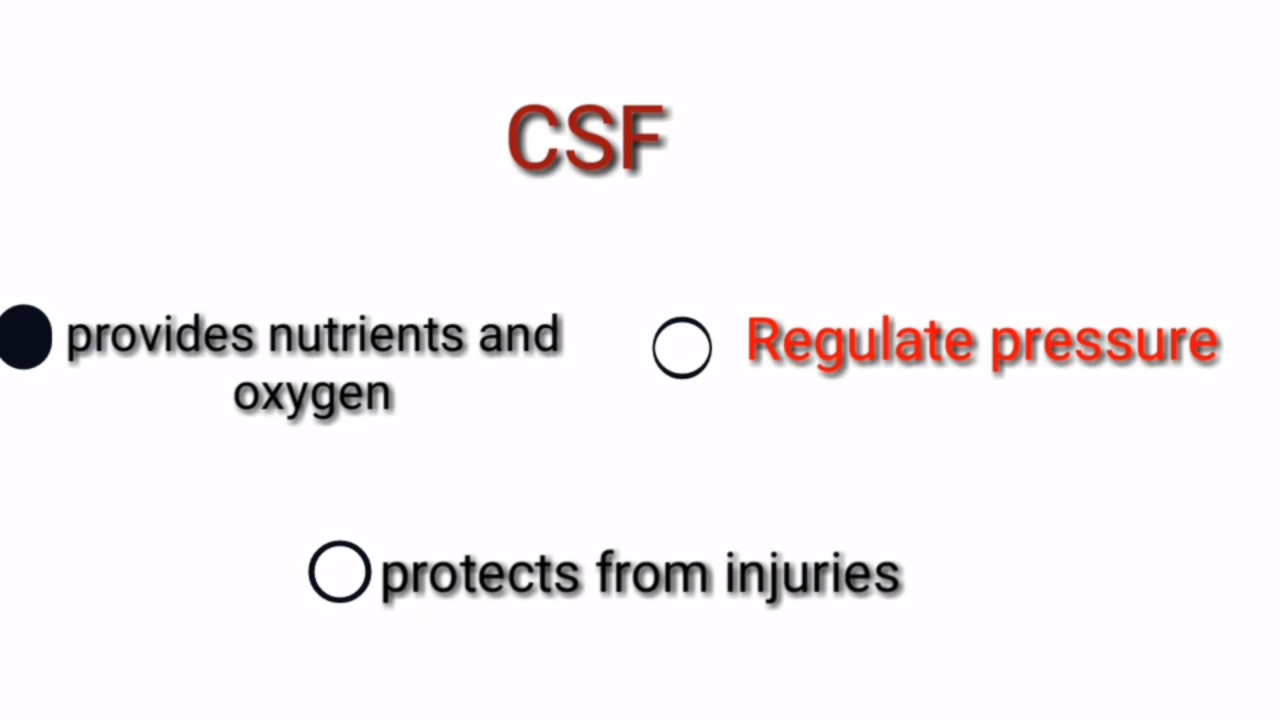 CSF
provides nutrients and
oxygen
Regulate pressure
protects from injuries